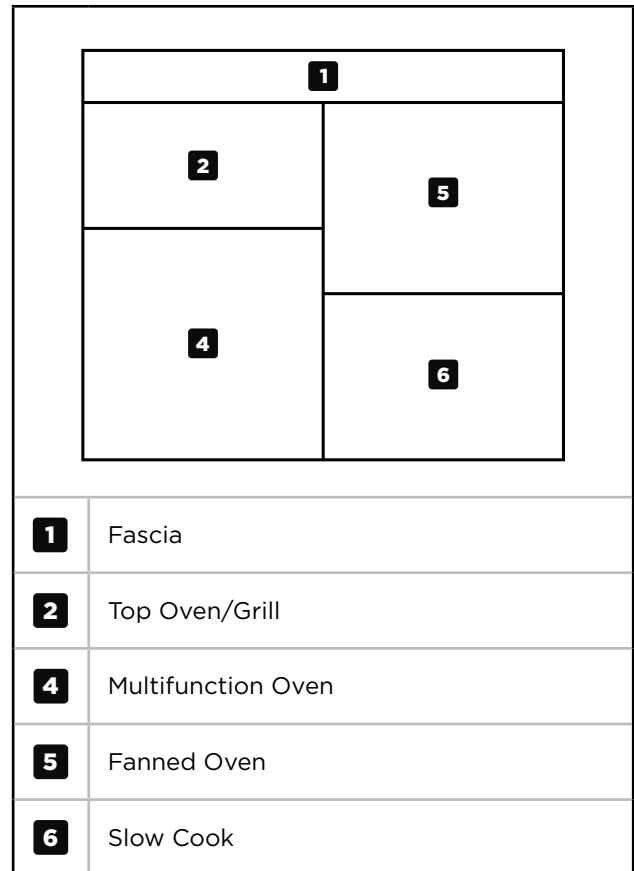 1
2
5
4
6
1 Fascia
2 Top Oven/Grill
4 Multifunction Oven
5 Fanned Oven
6 Slow Cook